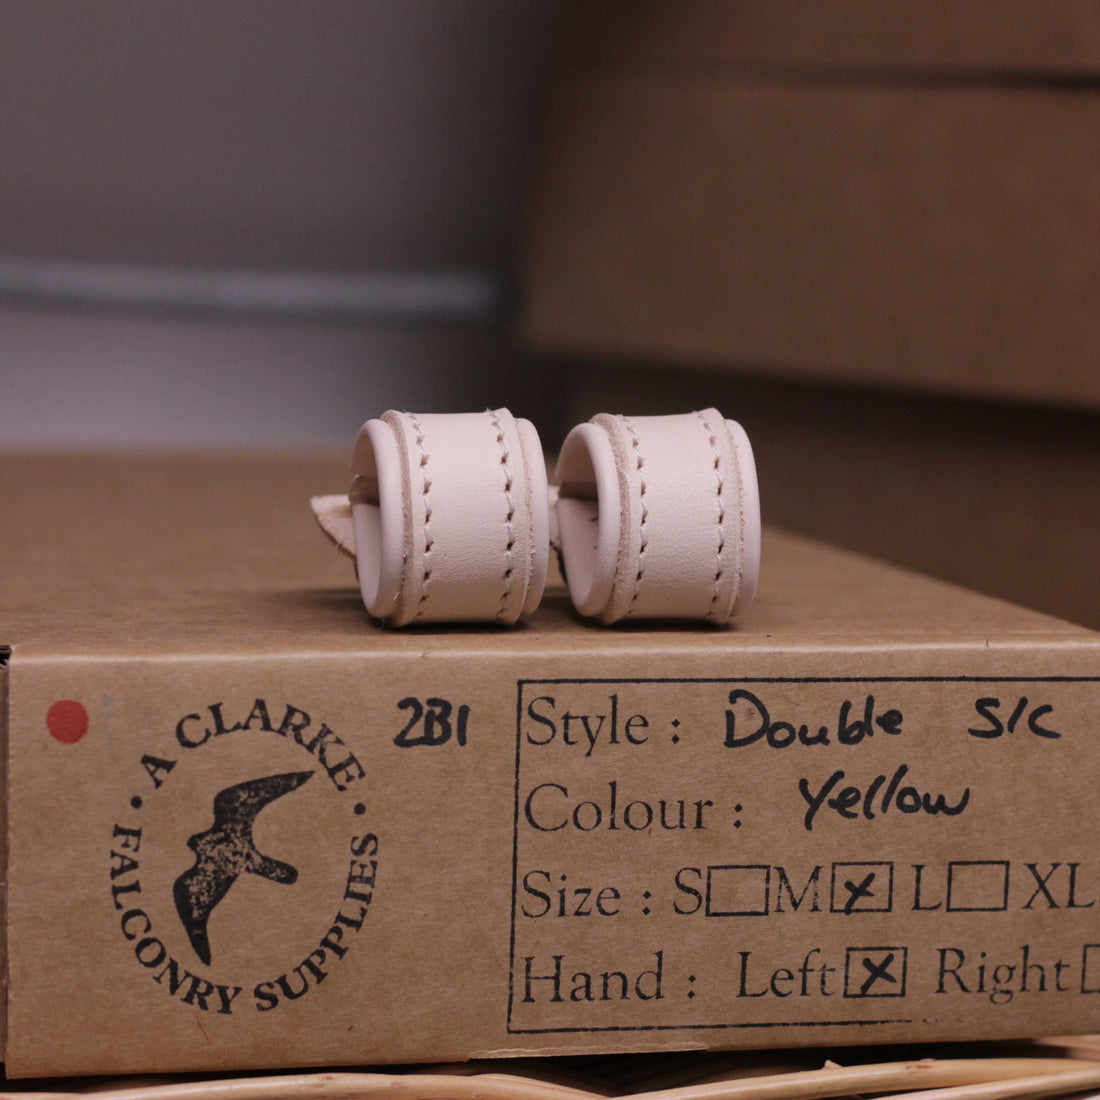 A CLARKE
FALCONRY SUPPLIES
2B1
Style : Double S/C
Colour : Yellow
Size : S M L XL
Hand : Left Right